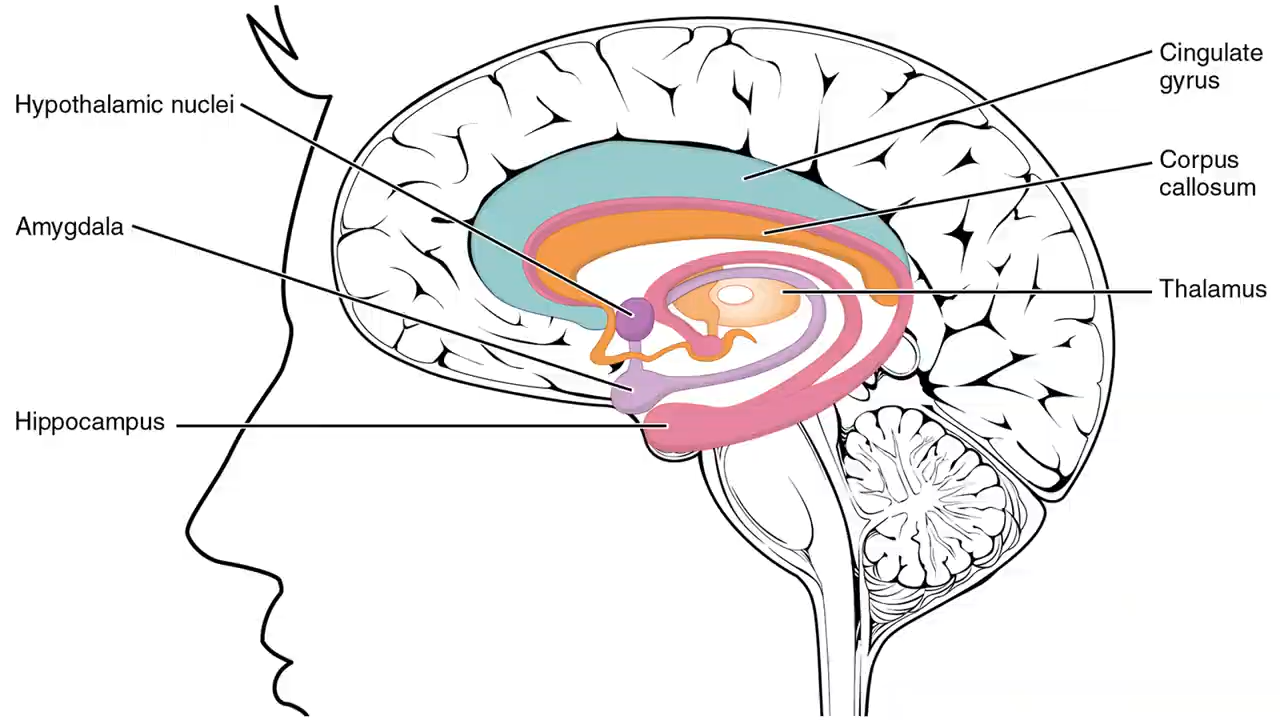 Hypothalamic nuclei
Amygdala
Hippocampus
Cingulate
gyrus
Corpus
callosum
Thalamus